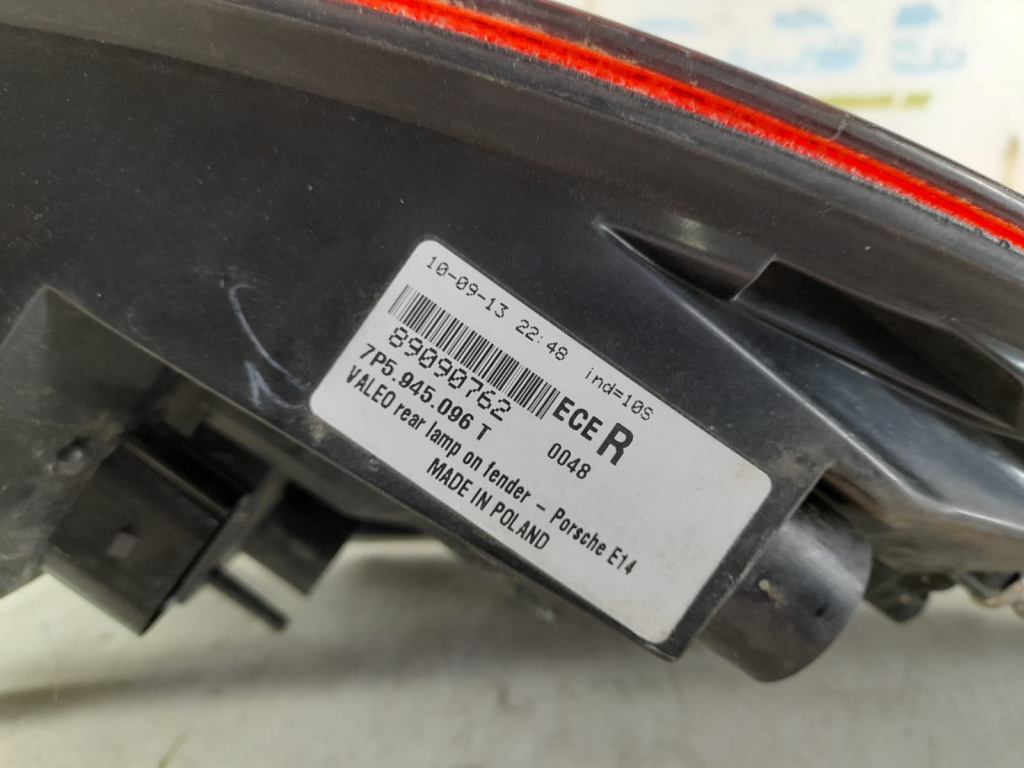 10-09-13 22:48 ind=10S
89090762 ECE R
7P5.945.096 T 0048
VALEO rear lamp on fender - Porsche E14
MADE IN POLAND